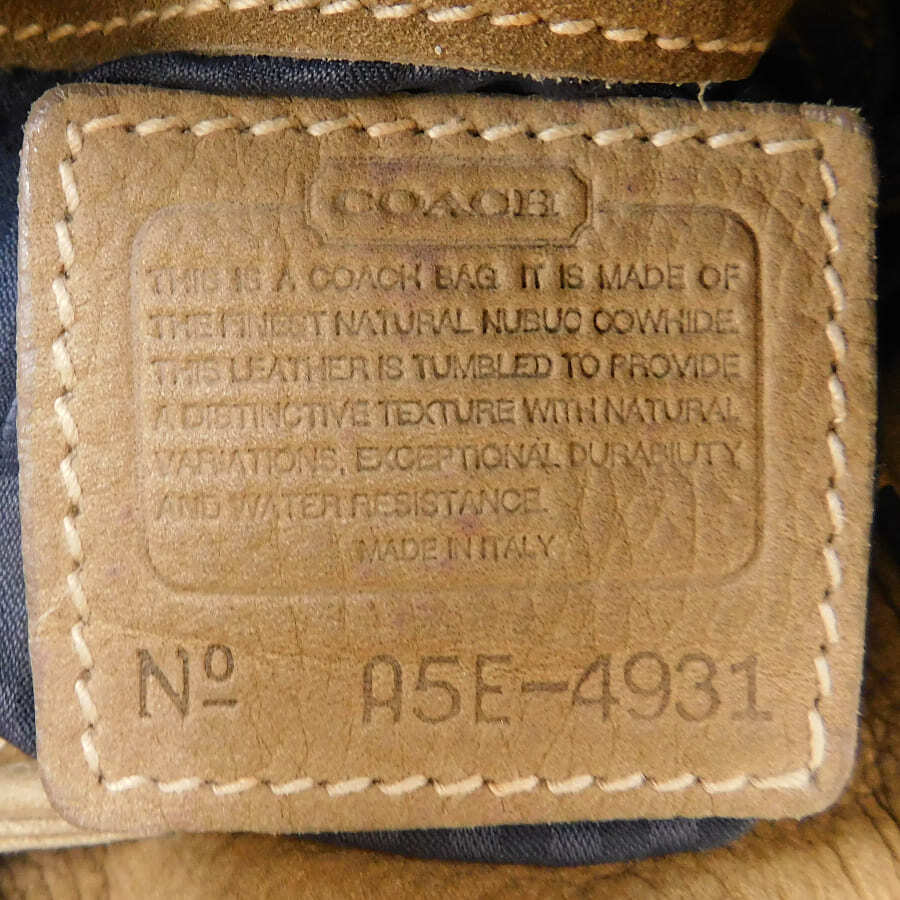 COACH
THIS IS A COACH BAG. IT IS MADE OF
THE FINEST NATURAL NUBUC COWHIDE.
THIS LEATHER IS TUMBLED TO PROVIDE
A DISTINCTIVE TEXTURE WITH NATURAL
VARIATIONS, EXCEPTIONAL DURABILITY
AND WATER RESISTANCE.
MADE IN ITALY
Nº A5E-4931